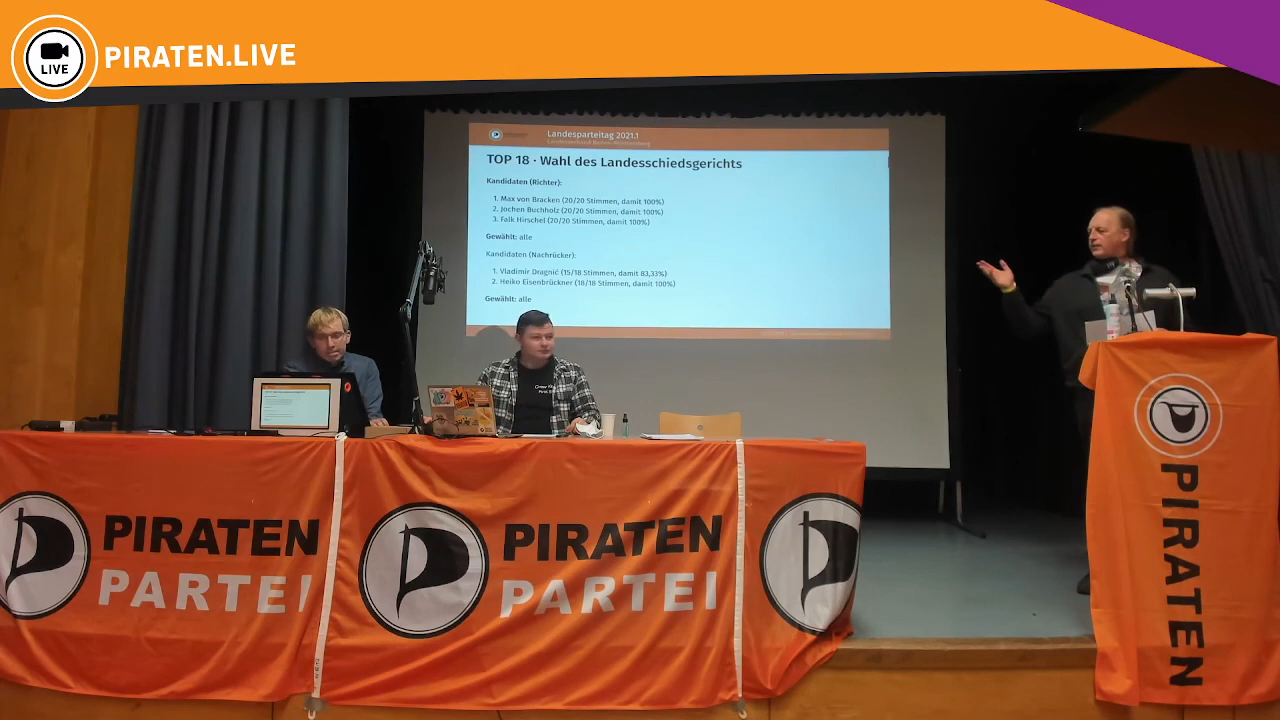 LIVE
PIRATEN.LIVE
Landesparteitag 2021.1
Landesverband Baden-Württemberg
TOP 18 · Wahl des Landesschiedsgerichts
Kandidaten (Richter):
1. Max von Bracken (20/20 Stimmen, damit 100%)
2. Jochen Buchholz (20/20 Stimmen, damit 100%)
3. Falk Hirschel (20/20 Stimmen, damit 100%)
Gewählt: alle
Kandidaten (Nachrücker):
1. Vladimir Dragnić (15/18 Stimmen, damit 83,33%)
2. Heiko Eisenbrückner (18/18 Stimmen, damit 100%)
Gewählt: alle
PIRATEN
PARTEI
PIRATEN
PARTEI
PIRATEN